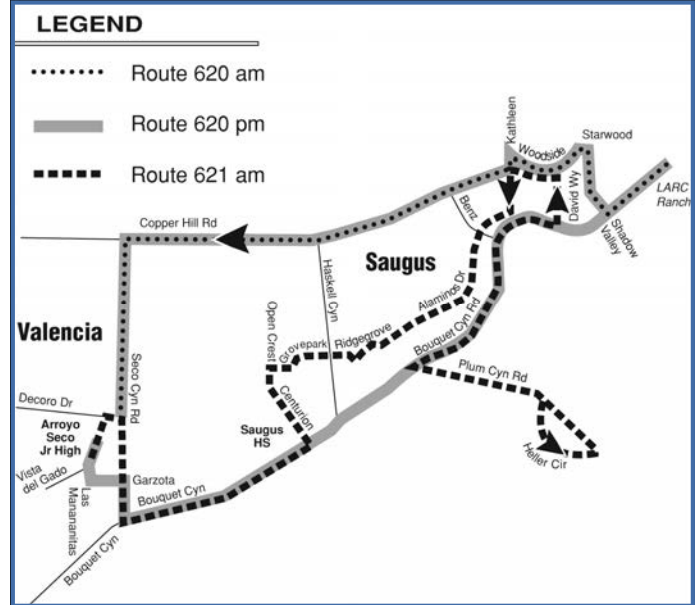 LEGEND
Route 620 am
Route 620 pm
Route 621 am
Kathleen
Woodside
Starwood
David Wy
LARC
Ranch
Shadow
Valley
Benz
Copper Hill Rd
Saugus
Haskell Cyn
Alaminos Dr
Bouquet Cyn Rd
Valencia
Open Crest
Grovepark
Ridgegrove
Seco Cyn Rd
Plum Cyn Rd
Decoro Dr
Centurion
Arroyo
Seco
Jr High
Saugus
HS
Heller Cir
Vista
del Gado
Garzota
Las
Manananitas
Bouquet Cyn
Bouquet Cyn